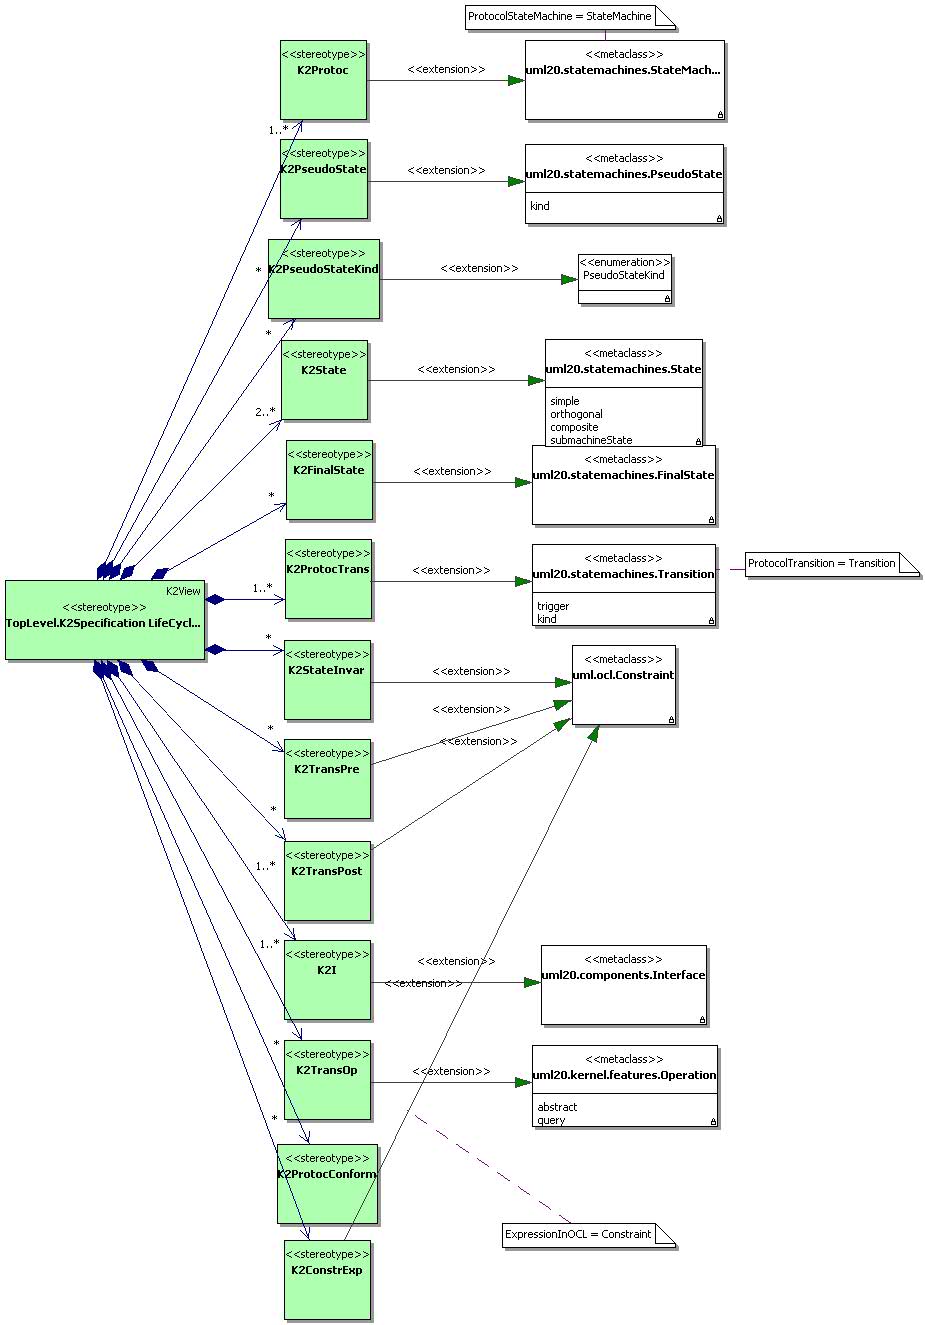 ProtocolStateMachine = StateMachine
<<stereotype>>
K2Protoc
<<extension>>
<<metaclass>>
uml20.statemachines.StateMach...
1..*
<<stereotype>>
K2PseudoState
<<extension>>
<<metaclass>>
uml20.statemachines.PseudoState
kind
*
<<stereotype>>
K2PseudoStateKind
<<extension>>
<<enumeration>>
PseudoStateKind
*
<<stereotype>>
K2State
<<extension>>
<<metaclass>>
uml20.statemachines.State
simple
orthogonal
composite
submachineState
2..*
<<stereotype>>
K2FinalState
<<extension>>
<<metaclass>>
uml20.statemachines.FinalState
*
<<stereotype>>
K2ProtocTrans
<<extension>>
<<metaclass>>
uml20.statemachines.Transition
trigger
kind
ProtocolTransition = Transition
1..*
K2View
<<stereotype>>
TopLevel.K2Specification LifeCycl...
*
<<stereotype>>
K2StateInvar
<<extension>>
<<metaclass>>
uml.ocl.Constraint
<<extension>>
*
<<stereotype>>
K2TransPre
<<extension>>
*
<<stereotype>>
K2TransPost
1..*
<<stereotype>>
K2I
<<extension>>
<<extension>>
<<metaclass>>
uml20.components.Interface
1..*
<<stereotype>>
K2TransOp
<<extension>>
<<metaclass>>
uml20.kernel.features.Operation
abstract
query
*
<<stereotype>>
K2ProtocConform
*
<<stereotype>>
K2ConstrExp
ExpressionInOCL = Constraint